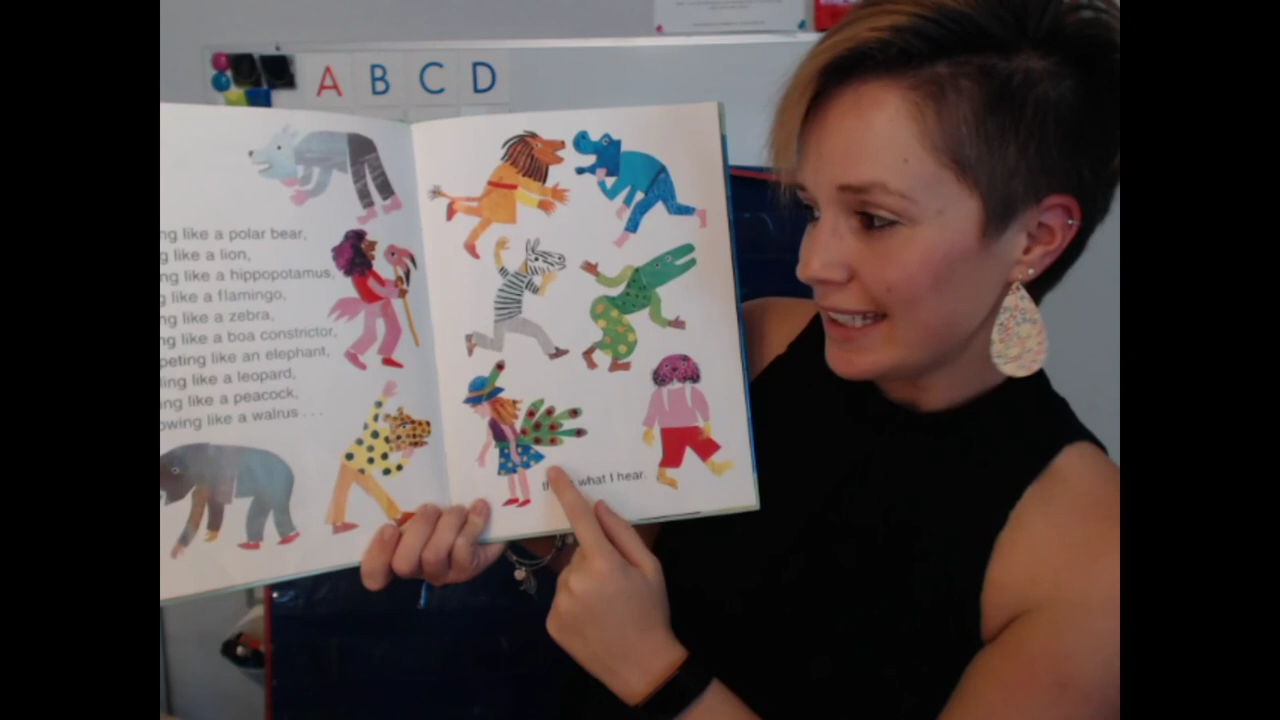 A B C D
ng like a polar bear,
g like a lion,
ng like a hippopotamus,
g like a flamingo,
ng like a zebra,
ng like a boa constrictor,
peting like an elephant,
ling like a leopard,
ng like a peacock,
owing like a walrus . . .
what I hear.